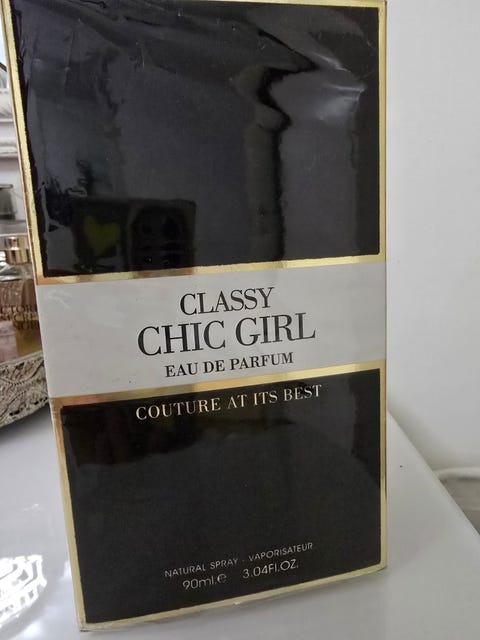 CLASSY
CHIC GIRL
EAU DE PARFUM
COUTURE AT ITS BEST
NATURAL SPRAY - VAPORISATEUR
90ml.℮ 3.04Fl.OZ.